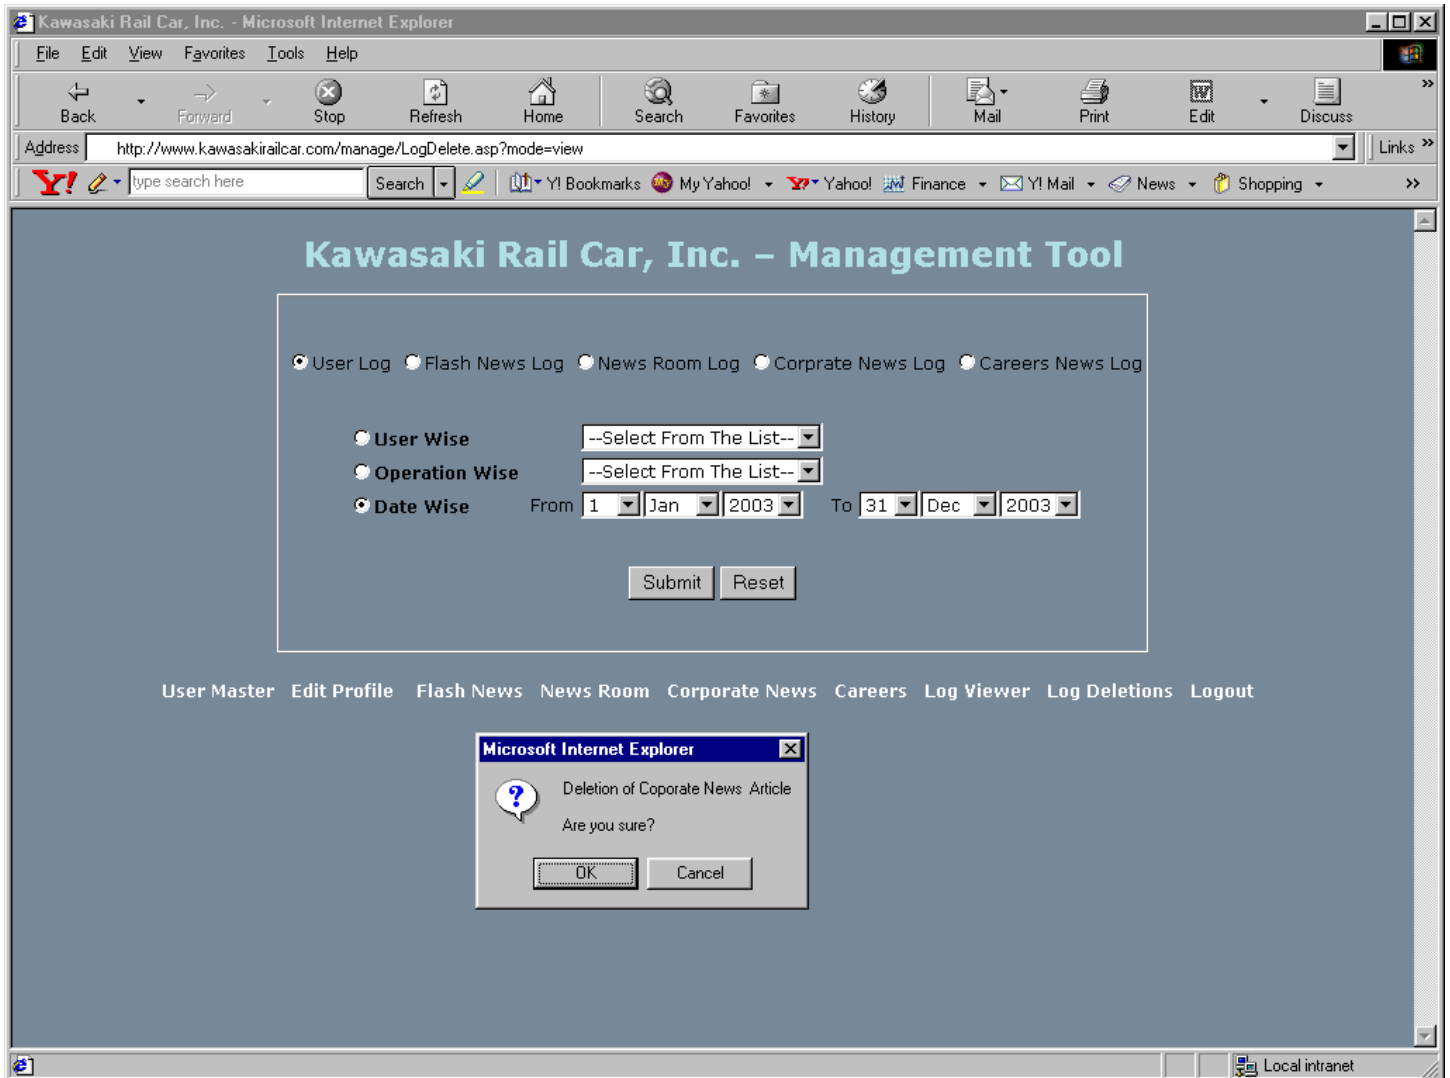 Kawasaki Rail Car, Inc. - Microsoft Internet Explorer
File Edit View Favorites Tools Help
Back Forward Stop Refresh Home Search Favorites History Mail Print Edit Discuss »
Address http://www.kawasakirailcar.com/manage/LogDelete.asp?mode=view Links »
Y! type search here Search Y! Bookmarks My Yahoo! Yahoo! Finance Y! Mail News Shopping »
Kawasaki Rail Car, Inc. – Management Tool
User Log Flash News Log News Room Log Corprate News Log Careers News Log
User Wise --Select From The List--
Operation Wise --Select From The List--
Date Wise From 1 Jan 2003 To 31 Dec 2003
Submit Reset
User Master Edit Profile Flash News News Room Corporate News Careers Log Viewer Log Deletions Logout
Microsoft Internet Explorer
Deletion of Coporate News Article
Are you sure?
OK Cancel
Local intranet